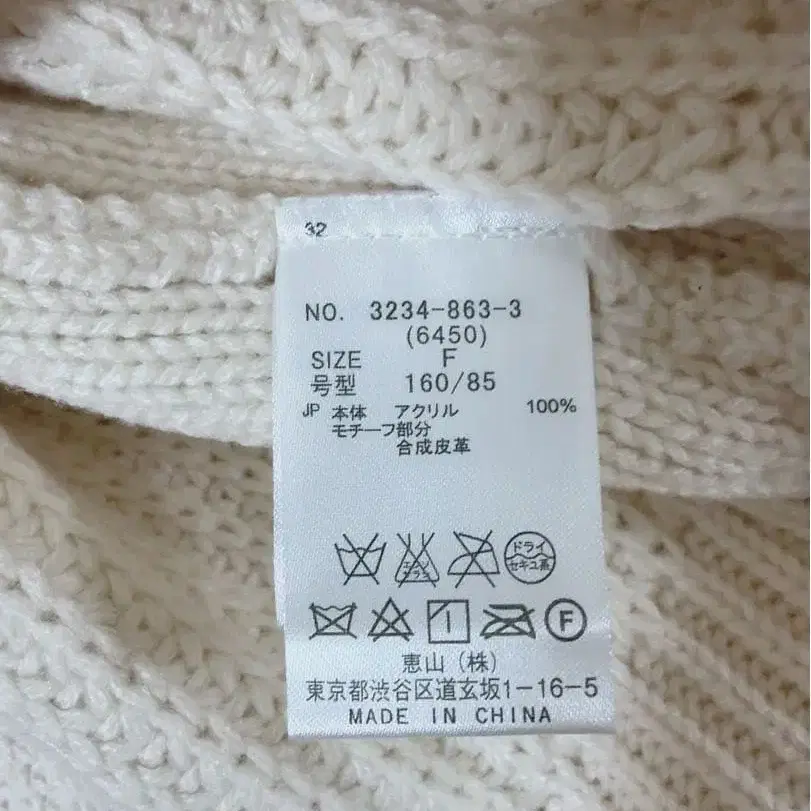 32
NO. 3234-863-3
(6450)
SIZE F
号型 160/85
JP 本体 アクリル 100%
モチーフ部分
合成皮革
ドライ
セキユ系
F
恵山(株)
東京都渋谷区道玄坂1-16-5
MADE IN CHINA